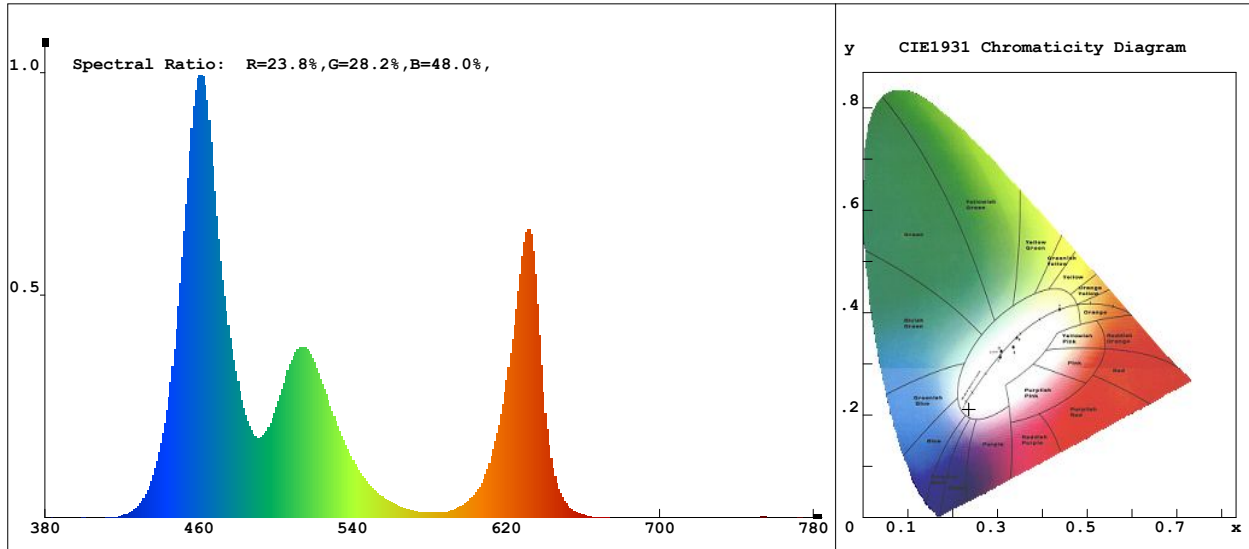 Spectral Ratio: R=23.8%,G=28.2%,B=48.0%,
1.0
0.5
380 460 540 620 700 780
y CIE1931 Chromaticity Diagram
.8
.6
.4
.2
0 0.1 0.3 0.5 0.7 x
Yellowish
Green
Green
Yellow
Green
Greenish
Yellow
Yellow
Orange
Yellow
Orange
Bluish
Green
Yellowish
Pink
Reddish
Orange
Pink
Red
Greenish
Blue
Purplish
Pink
Purplish
Red
Blue
Purple
Reddish
Purple